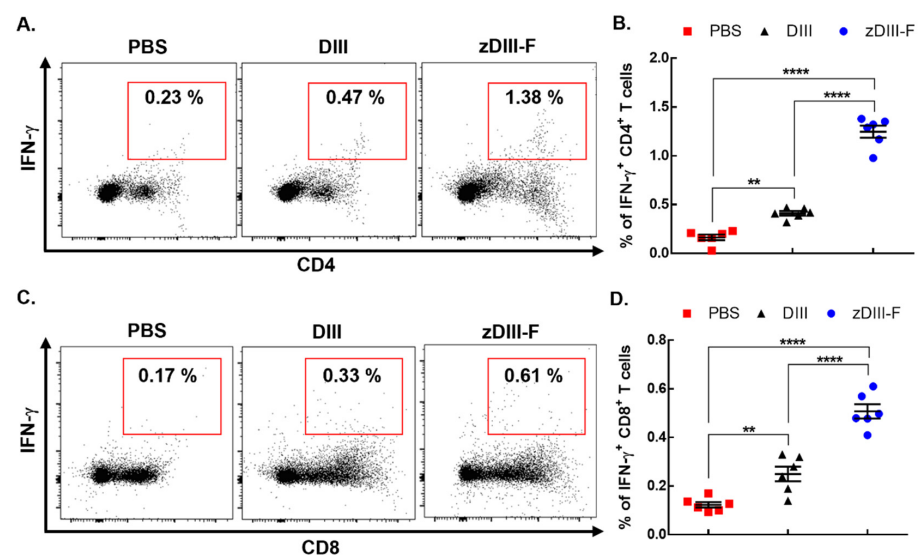 A.
PBS DIII zDIII-F
IFN-γ
0.23 % 0.47 % 1.38 %
CD4
B.
PBS DIII zDIII-F
% of IFN-γ+ CD4+ T cells
2.0
1.5
1.0
0.5
0.0
****
****
**
C.
PBS DIII zDIII-F
IFN-γ
0.17 % 0.33 % 0.61 %
CD8
D.
PBS DIII zDIII-F
% of IFN-γ+ CD8+ T cells
0.8
0.6
0.4
0.2
0.0
****
****
**